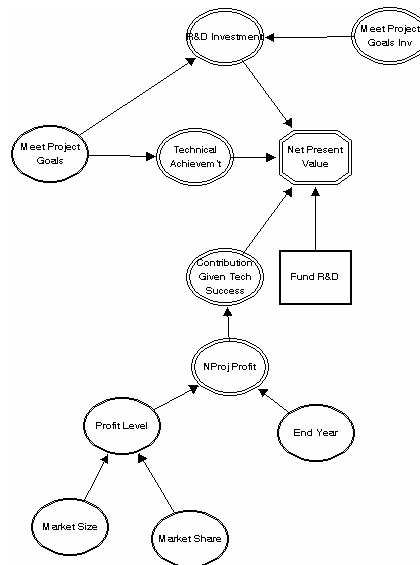 R&D Investment
Meet Project
Goals Inv
Meet Project
Goals
Technical
Achievem't
Net Present
Value
Contribution
Given Tech
Success
Fund R&D
NProj Profit
Profit Level
End Year
Market Size
Market Share